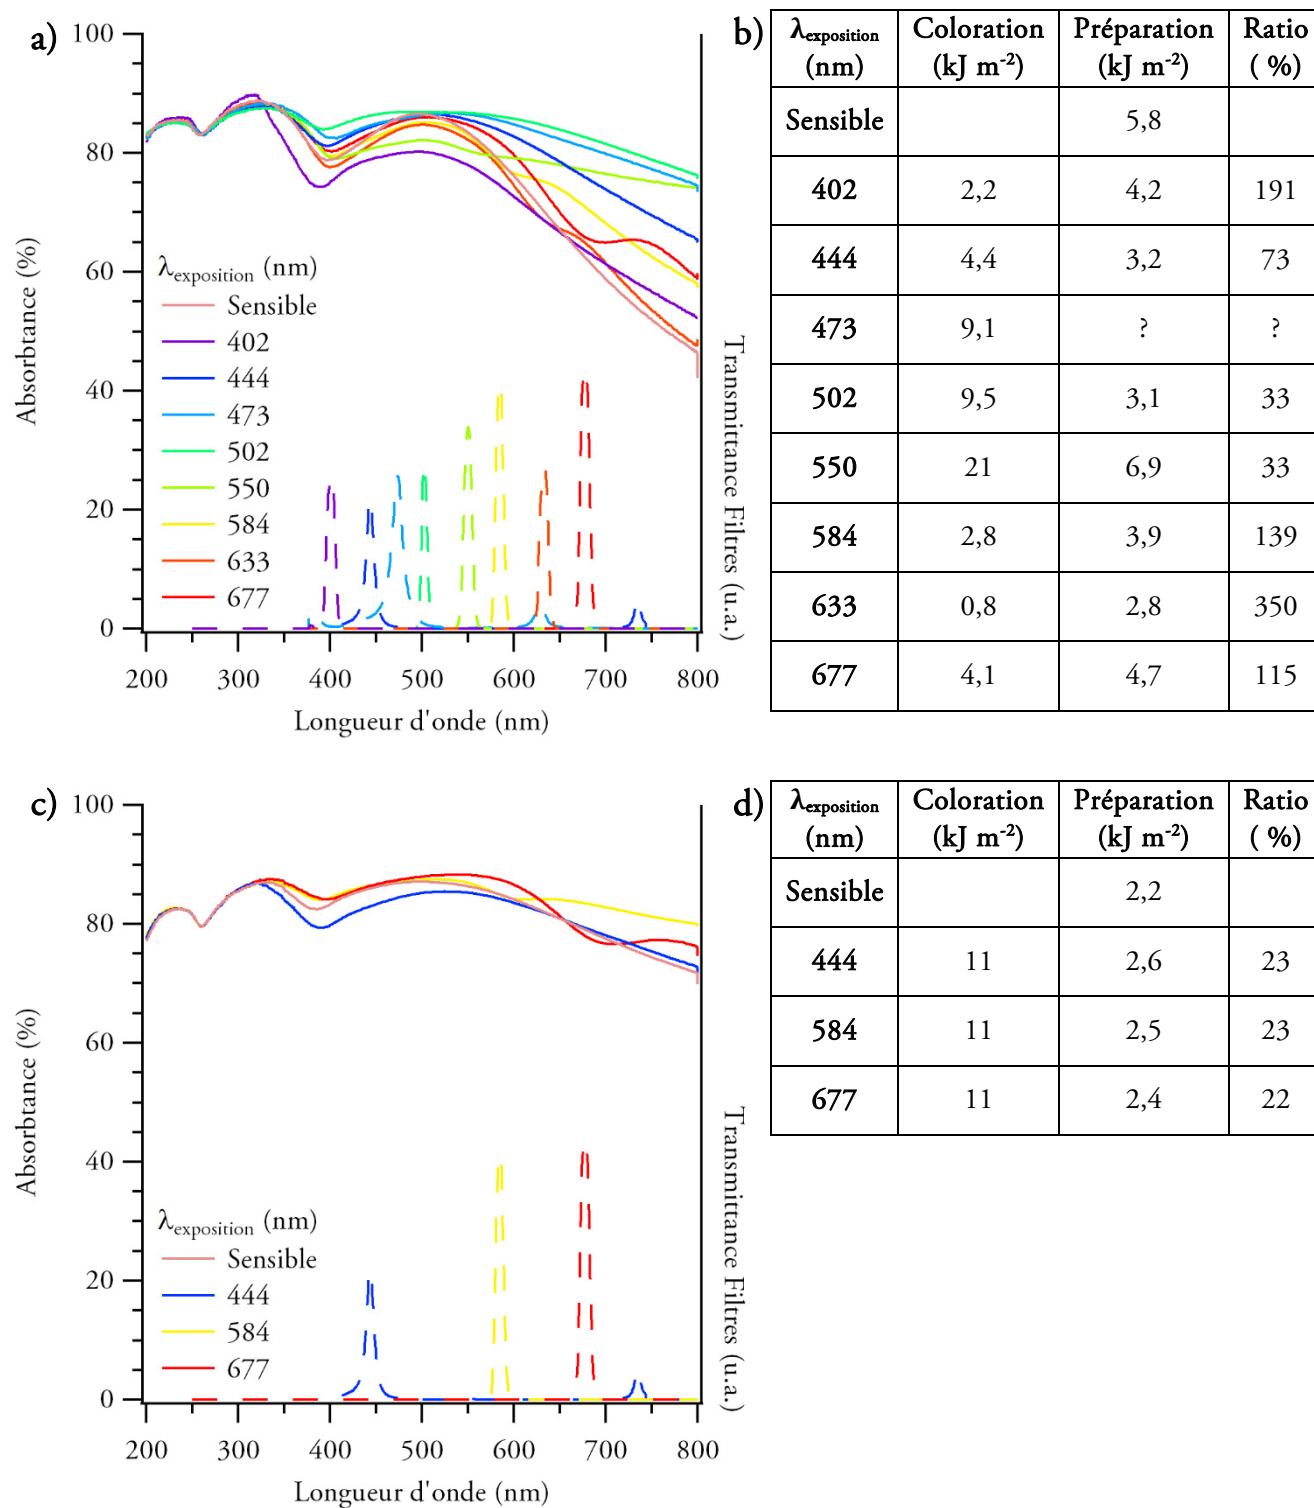 a)
100
80
60
40
20
0
Absorbtance (%)
λexposition (nm)
Sensible
402
444
473
502
550
584
633
677
Transmittance Filtres (u.a.)
200 300 400 500 600 700 800
Longueur d'onde (nm)
b)
λexposition (nm) Coloration (kJ m-2) Préparation (kJ m-2) Ratio ( %)
Sensible 5,8
402 2,2 4,2 191
444 4,4 3,2 73
473 9,1 ? ?
502 9,5 3,1 33
550 21 6,9 33
584 2,8 3,9 139
633 0,8 2,8 350
677 4,1 4,7 115
c)
100
80
60
40
20
0
Absorbtance (%)
λexposition (nm)
Sensible
444
584
677
Transmittance Filtres (u.a.)
200 300 400 500 600 700 800
Longueur d'onde (nm)
d)
λexposition (nm) Coloration (kJ m-2) Préparation (kJ m-2) Ratio ( %)
Sensible 2,2
444 11 2,6 23
584 11 2,5 23
677 11 2,4 22